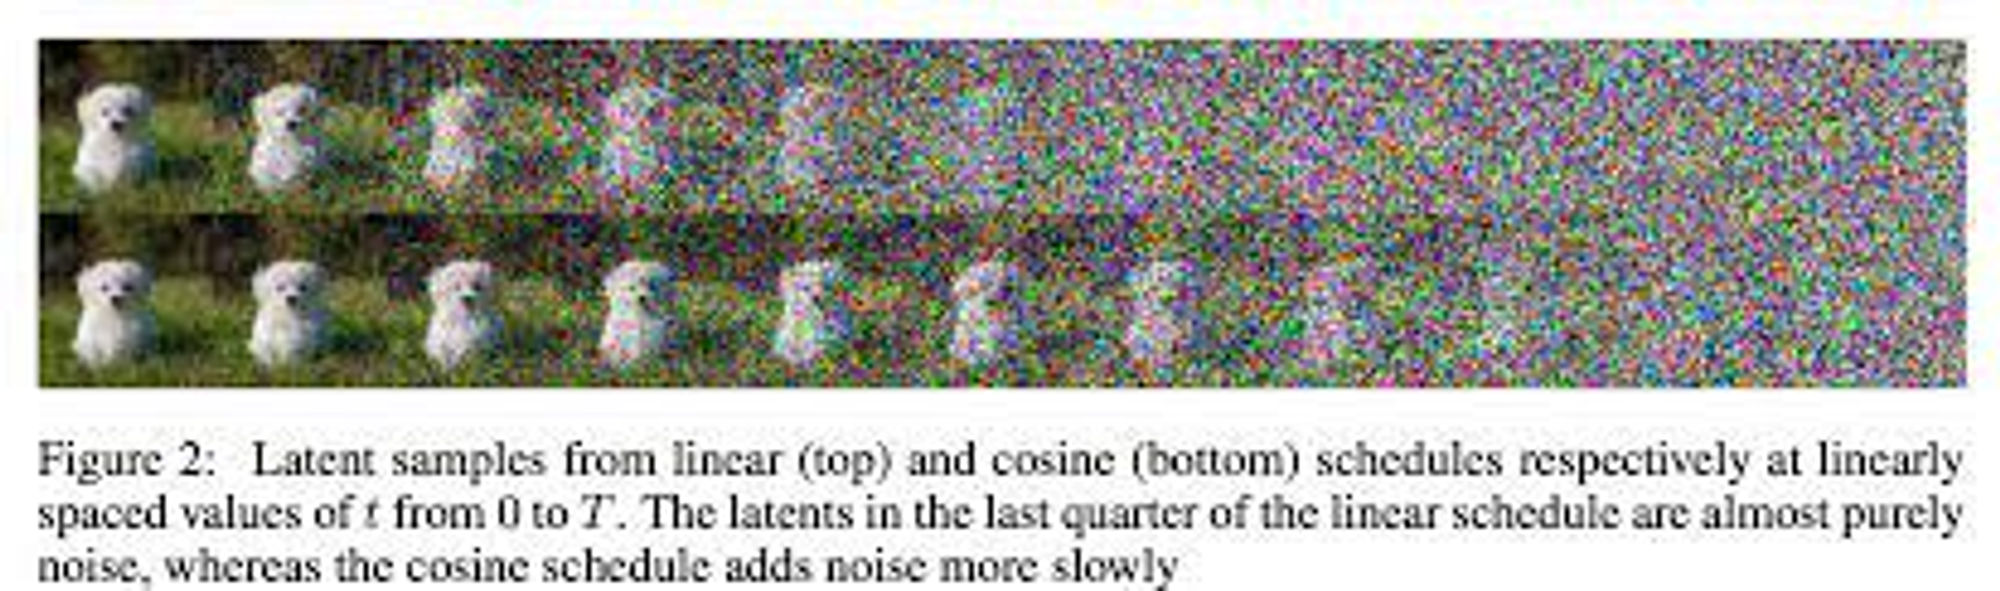 Figure 2: Latent samples from linear (top) and cosine (bottom) schedules respectively at linearly
spaced values of t from 0 to T. The latents in the last quarter of the linear schedule are almost purely
noise, whereas the cosine schedule adds noise more slowly